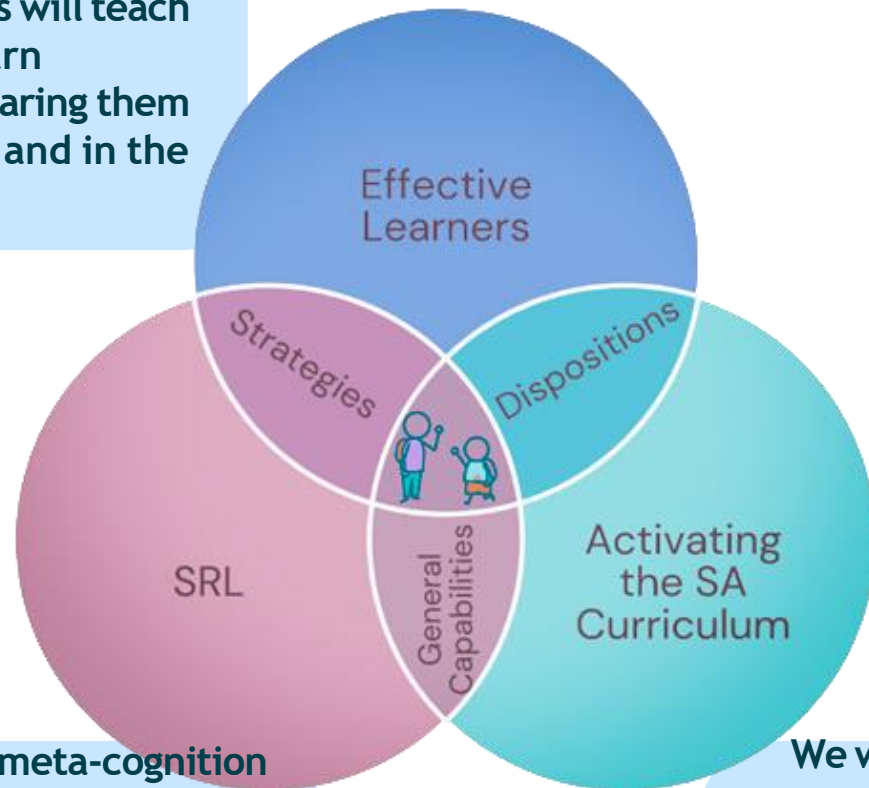 s will teach
arn
aring them
and in the
Effective
Learners
Strategies
Dispositions
SRL
General
Capabilities
Activating
the SA
Curriculum
meta-cognition
We v